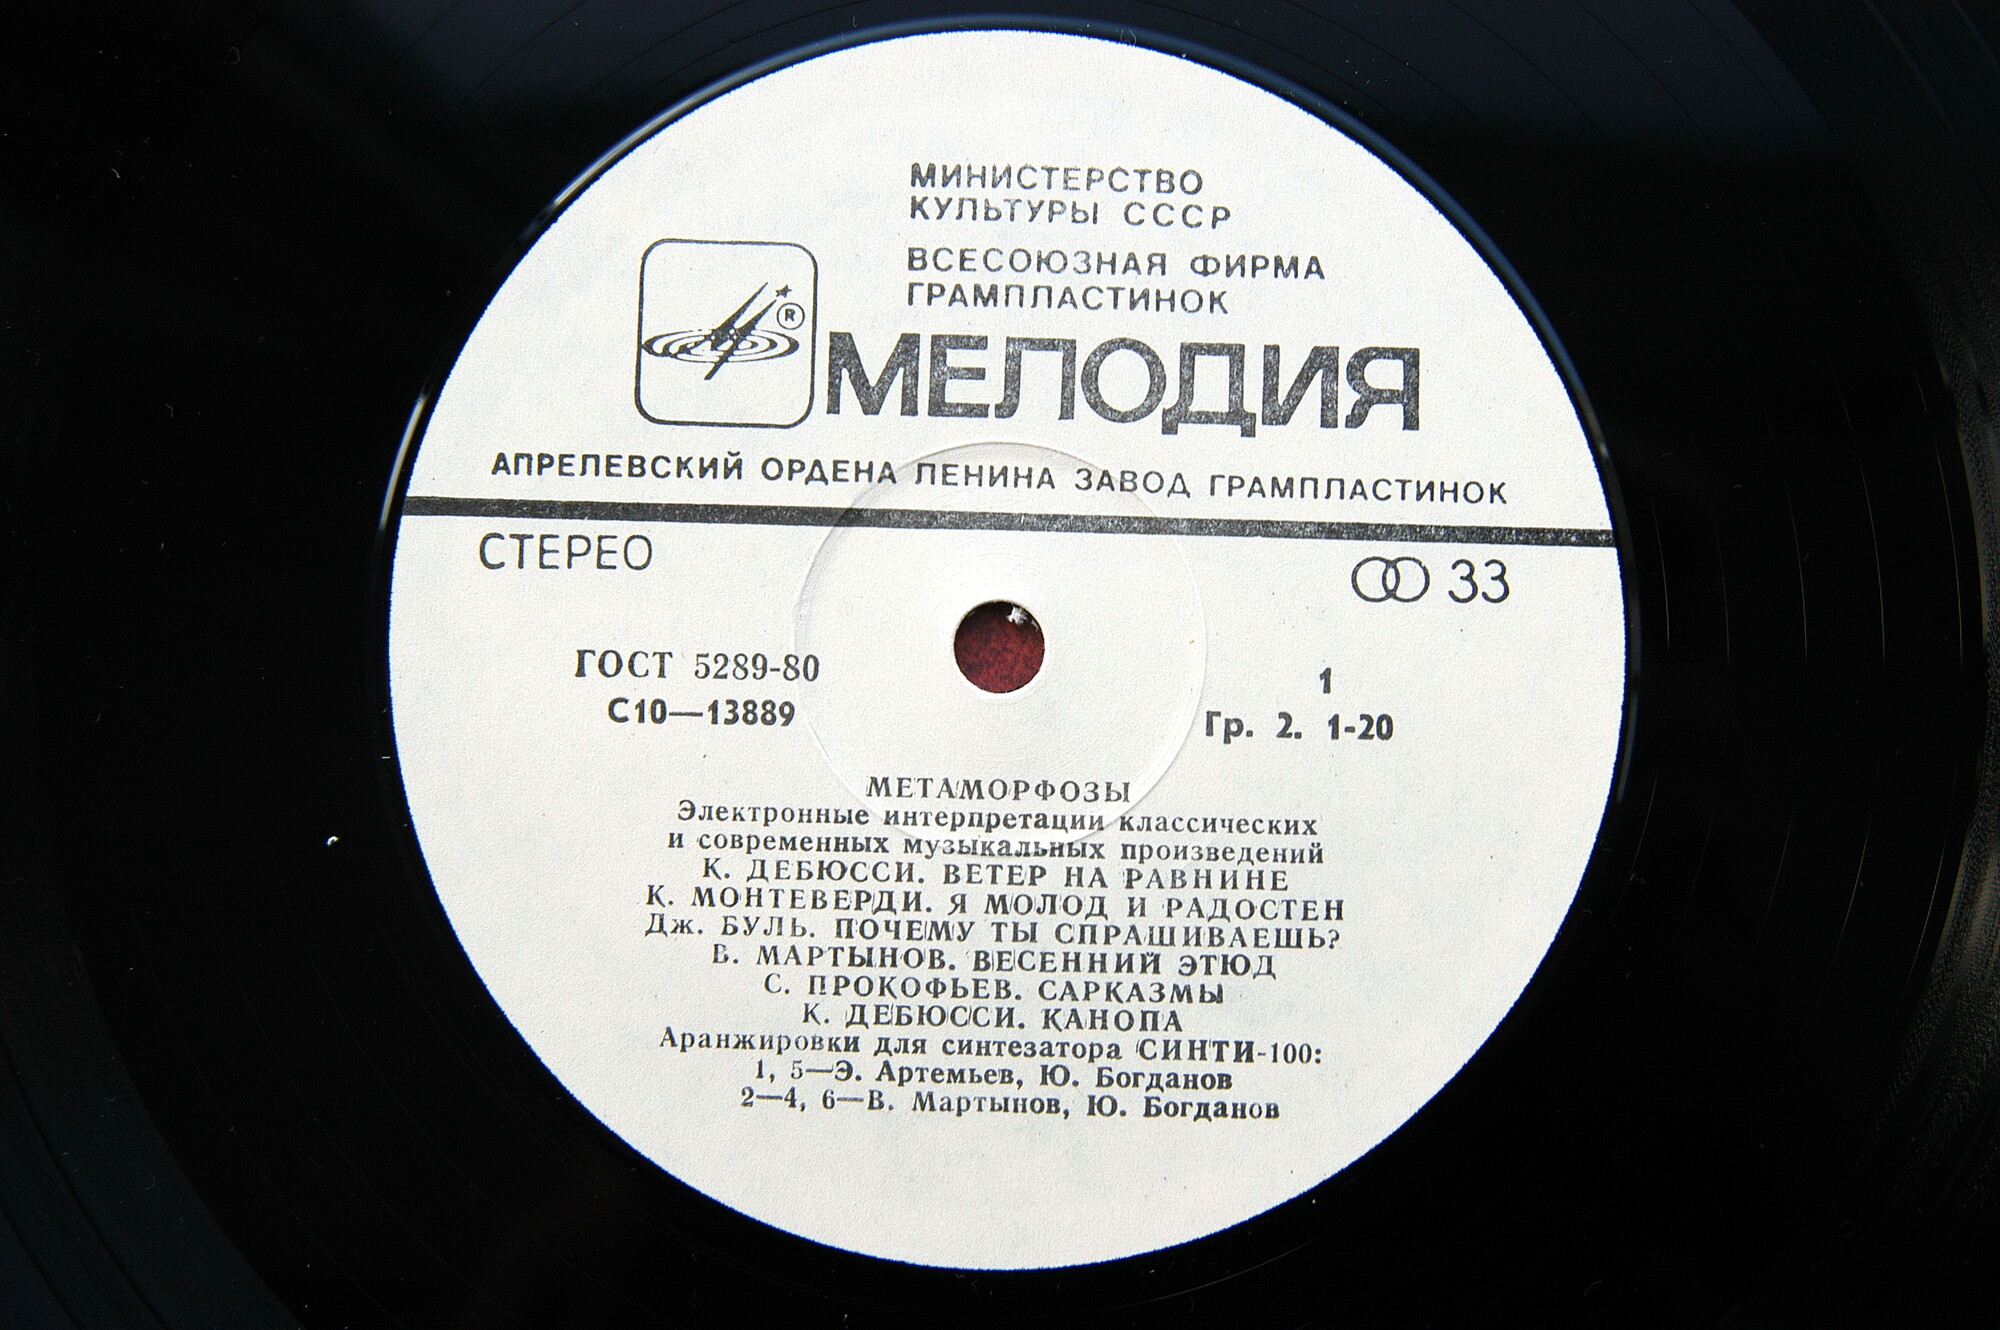 МИНИСТЕРСТВО
КУЛЬТУРЫ СССР
ВСЕСОЮЗНАЯ ФИРМА
ГРАМПЛАСТИНОК
®
МЕЛОДИЯ
АПРЕЛЕВСКИЙ ОРДЕНА ЛЕНИНА ЗАВОД ГРАМПЛАСТИНОК
СТЕРЕО
33
ГОСТ 5289-80
С10—13889
1
Гр. 2. 1-20
МЕТАМОРФОЗЫ
Электронные интерпретации классических
и современных музыкальных произведений
К. ДЕБЮССИ. ВЕТЕР НА РАВНИНЕ
К. МОНТЕВЕРДИ. Я МОЛОД И РАДОСТЕН
Дж. БУЛЬ. ПОЧЕМУ ТЫ СПРАШИВАЕШЬ?
В. МАРТЫНОВ. ВЕСЕННИЙ ЭТЮД
С. ПРОКОФЬЕВ. САРКАЗМЫ
К. ДЕБЮССИ. КАНОПА
Аранжировки для синтезатора СИНТИ-100:
1, 5—Э. Артемьев, Ю. Богданов
2—4, 6—В. Мартынов, Ю. Богданов